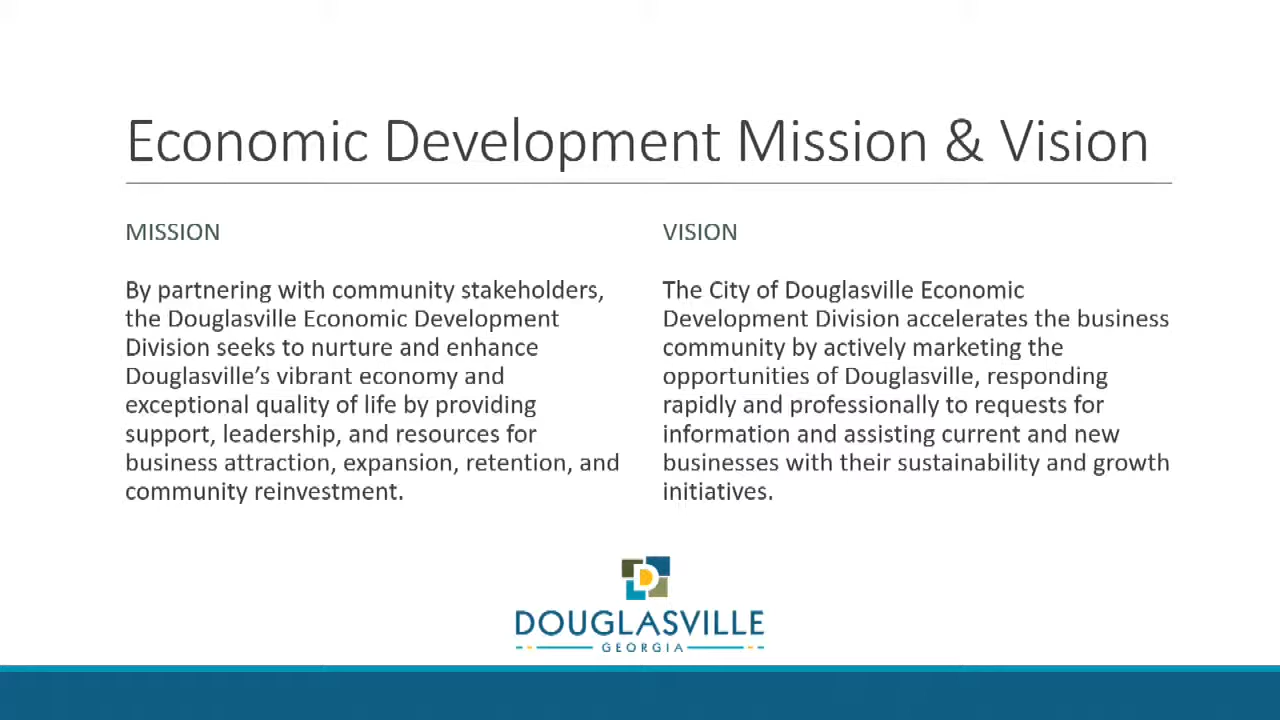 Economic Development Mission & Vision
MISSION
By partnering with community stakeholders,
the Douglasville Economic Development
Division seeks to nurture and enhance
Douglasville’s vibrant economy and
exceptional quality of life by providing
support, leadership, and resources for
business attraction, expansion, retention, and
community reinvestment.
VISION
The City of Douglasville Economic
Development Division accelerates the business
community by actively marketing the
opportunities of Douglasville, responding
rapidly and professionally to requests for
information and assisting current and new
businesses with their sustainability and growth
initiatives.
D
DOUGLASVILLE
GEORGIA